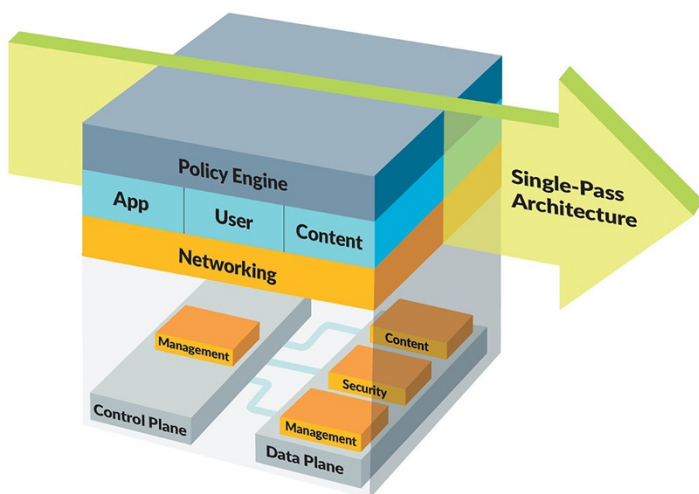 Policy Engine
App
User
Content
Networking
Single-Pass
Architecture
Management
Content
Security
Management
Control Plane
Data Plane